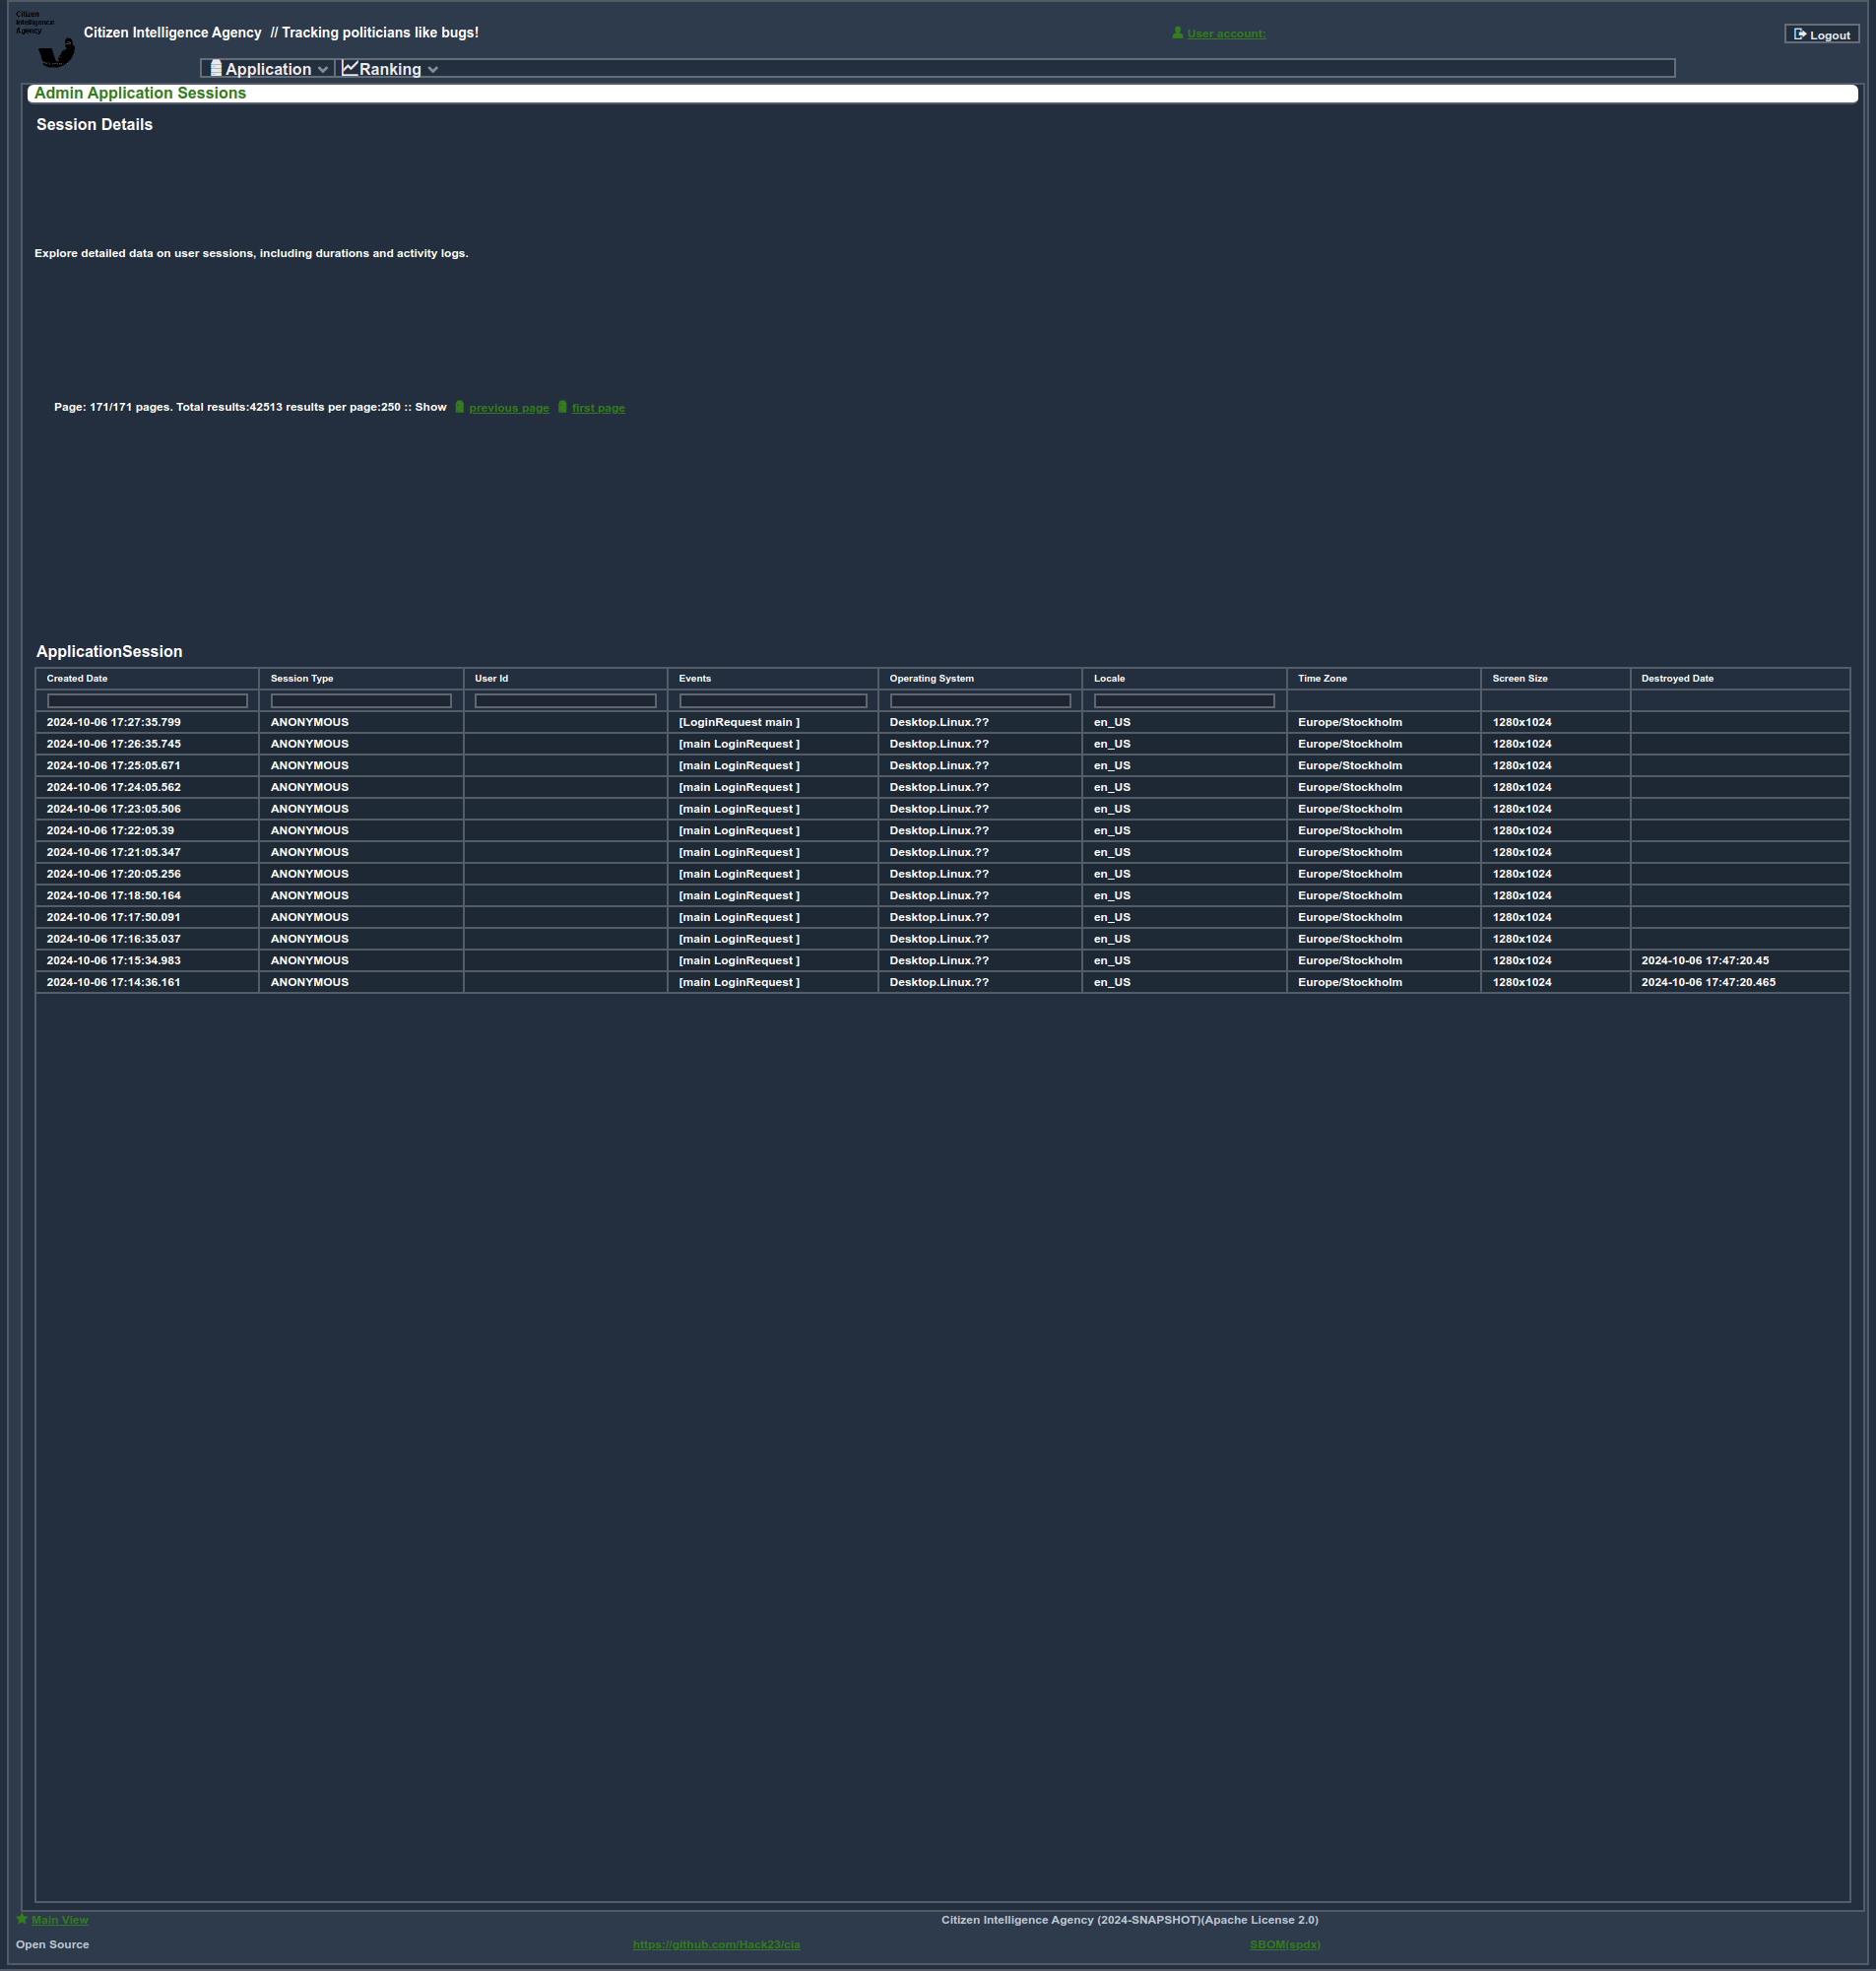 Citizen
Intelligence
Agency
Citizen Intelligence Agency // Tracking politicians like bugs!
User account:
Logout
Application Ranking
Admin Application Sessions
Session Details
Explore detailed data on user sessions, including durations and activity logs.
Page: 171/171 pages. Total results:42513 results per page:250 :: Show previous page first page
ApplicationSession
Created Date Session Type User Id Events Operating System Locale Time Zone Screen Size Destroyed Date
2024-10-06 17:27:35.799 ANONYMOUS [LoginRequest main ] Desktop.Linux.?? en_US Europe/Stockholm 1280x1024
2024-10-06 17:26:35.745 ANONYMOUS [main LoginRequest ] Desktop.Linux.?? en_US Europe/Stockholm 1280x1024
2024-10-06 17:25:05.671 ANONYMOUS [main LoginRequest ] Desktop.Linux.?? en_US Europe/Stockholm 1280x1024
2024-10-06 17:24:05.562 ANONYMOUS [main LoginRequest ] Desktop.Linux.?? en_US Europe/Stockholm 1280x1024
2024-10-06 17:23:05.506 ANONYMOUS [main LoginRequest ] Desktop.Linux.?? en_US Europe/Stockholm 1280x1024
2024-10-06 17:22:05.39 ANONYMOUS [main LoginRequest ] Desktop.Linux.?? en_US Europe/Stockholm 1280x1024
2024-10-06 17:21:05.347 ANONYMOUS [main LoginRequest ] Desktop.Linux.?? en_US Europe/Stockholm 1280x1024
2024-10-06 17:20:05.256 ANONYMOUS [main LoginRequest ] Desktop.Linux.?? en_US Europe/Stockholm 1280x1024
2024-10-06 17:18:50.164 ANONYMOUS [main LoginRequest ] Desktop.Linux.?? en_US Europe/Stockholm 1280x1024
2024-10-06 17:17:50.091 ANONYMOUS [main LoginRequest ] Desktop.Linux.?? en_US Europe/Stockholm 1280x1024
2024-10-06 17:16:35.037 ANONYMOUS [main LoginRequest ] Desktop.Linux.?? en_US Europe/Stockholm 1280x1024
2024-10-06 17:15:34.983 ANONYMOUS [main LoginRequest ] Desktop.Linux.?? en_US Europe/Stockholm 1280x1024 2024-10-06 17:47:20.45
2024-10-06 17:14:36.161 ANONYMOUS [main LoginRequest ] Desktop.Linux.?? en_US Europe/Stockholm 1280x1024 2024-10-06 17:47:20.465
Main View Citizen Intelligence Agency (2024-SNAPSHOT)(Apache License 2.0)
Open Source https://github.com/Hack23/cia SBOM(spdx)